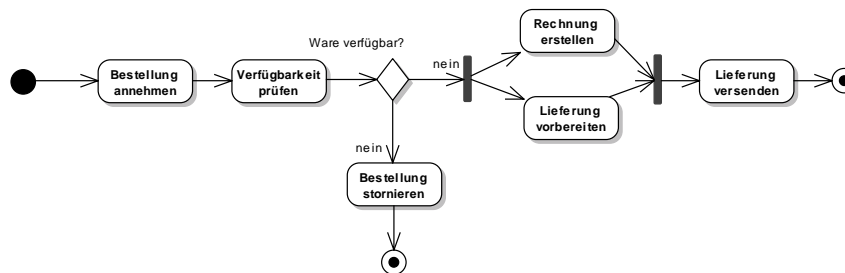 Rechnung
erstellen
Ware verfügbar?
nein
Bestellung
annehmen
Verfügbarkeit
prüfen
Lieferung
versenden
Lieferung
vorbereiten
nein
Bestellung
stornieren